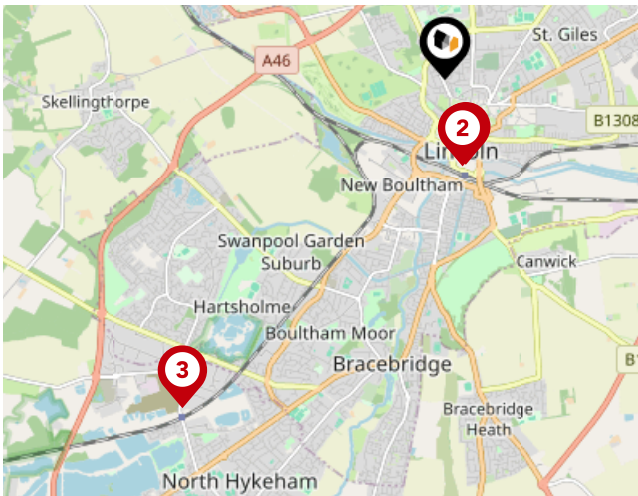 St. Giles
A46
Skellingthorpe
B1308
2
Lincoln
New Boultham
Swanpool Garden
Suburb
Canwick
Hartsholme
Boultham Moor
3
Bracebridge
B1
Bracebridge
Heath
North Hykeham